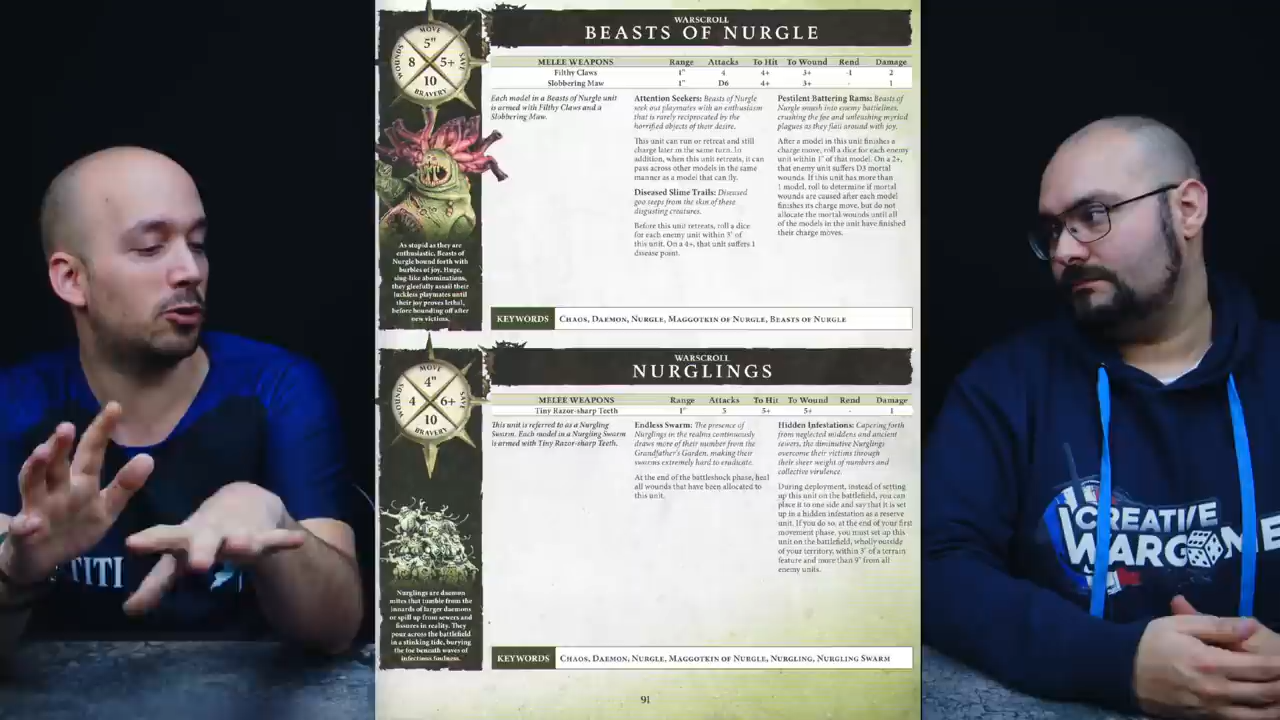 WARSCROLL
BEASTS OF NURGLE
MOVE
5"
WOUNDS
8
5+
SAVE
10
BRAVERY
MELEE WEAPONS Range Attacks To Hit To Wound Rend Damage
Filthy Claws 1" 4 4+ 3+ -1 2
Slobbering Maw 1" D6 4+ 3+ - 1
Each model in a Beasts of Nurgle unit
is armed with Filthy Claws and a
Slobbering Maw.
Attention Seekers: Beasts of Nurgle
seek out playmates with an enthusiasm
that is rarely reciprocated by the
horrified objects of their desire.
This unit can run or retreat and still
charge later in the same turn. In
addition, when this unit retreats, it can
pass across other models in the same
manner as a model that can fly.
Diseased Slime Trails: Diseased
goo seeps from the skin of these
disgusting creatures.
Before this unit retreats, roll a dice
for each enemy unit within 3" of
this unit. On a 4+, that unit suffers 1
disease point.
Pestilent Battering Rams: Beasts of
Nurgle smash into enemy battlelines,
crushing the foe and unleashing myriad
plagues as they flail around with joy.
After a model in this unit finishes a
charge move, roll a dice for each enemy
unit within 1" of that model. On a 2+,
that enemy unit suffers D3 mortal
wounds. If this unit has more than
1 model, roll to determine if mortal
wounds are caused after each model
finishes its charge move, but do not
allocate the mortal wounds until all
of the models in the unit have finished
their charge moves.
As stupid as they are
enthusiastic, Beasts of
Nurgle bound forth with
burbles of joy. Huge,
slug-like abominations,
they gleefully assail their
luckless playmates until
their joy proves lethal,
before bounding off after
new victims.
KEYWORDS CHAOS, DAEMON, NURGLE, MAGGOTKIN OF NURGLE, BEASTS OF NURGLE
WARSCROLL
NURGLINGS
MOVE
4"
WOUNDS
4
6+
SAVE
10
BRAVERY
MELEE WEAPONS Range Attacks To Hit To Wound Rend Damage
Tiny Razor-sharp Teeth 1" 5 5+ 5+ - 1
This unit is referred to as a Nurgling
Swarm. Each model in a Nurgling Swarm
is armed with Tiny Razor-sharp Teeth.
Endless Swarm: The presence of
Nurglings in the realms continuously
draws more of their number from the
Grandfather's Garden, making their
swarms extremely hard to eradicate.
At the end of the battleshock phase, heal
all wounds that have been allocated to
this unit.
Hidden Infestations: Capering forth
from neglected middens and ancient
sewers, the diminutive Nurglings
overcome their victims through
their sheer weight of numbers and
collective virulence.
During deployment, instead of setting
up this unit on the battlefield, you can
place it to one side and say that it is set
up in a hidden infestation as a reserve
unit. If you do so, at the end of your first
movement phase, you must set up this
unit on the battlefield, wholly outside
of your territory, within 3" of a terrain
feature and more than 9" from all
enemy units.
Nurglings are daemon
mites that tumble from the
innards of larger daemons
or spill up from sewers and
fissures in reality. They
pour across the battlefield
in a stinking tide, burying
the foe beneath waves of
infectious foulness.
KEYWORDS CHAOS, DAEMON, NURGLE, MAGGOTKIN OF NURGLE, NURGLING, NURGLING SWARM
91
CREATIVE